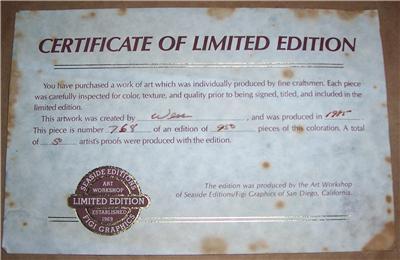 CERTIFICATE OF LIMITED EDITION
You have purchased a work of art which was individually produced by fine craftsmen. Each piece
was carefully inspected for color, texture, and quality prior to being signed, titled, and included in the
limited edition.
This artwork was created by , and was produced in 1985
This piece is number 768 of an edition of 950 pieces of this coloration. A total
of 50 artist's proofs were produced with the edition.
SEASIDE EDITIONS
ART
WORKSHOP
LIMITED EDITION
ESTABLISHED
1969
FIGI GRAPHICS
The edition was produced by the Art Workshop
of Seaside Editions/Figi Graphics of San Diego, California.